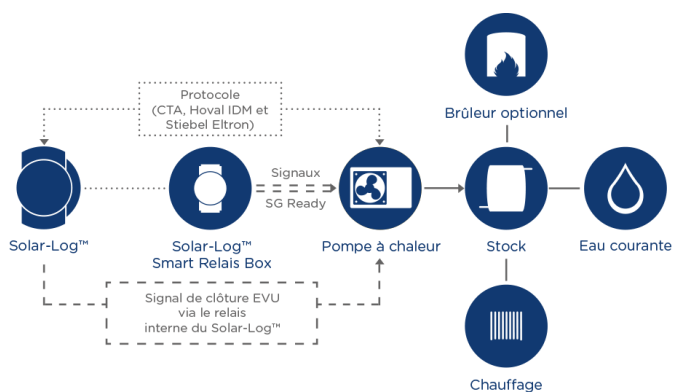 Brûleur optionnel
Protocole
(CTA, Hoval IDM et
Stiebel Eltron)
Signaux
SG Ready
Solar-Log™
Solar-Log™
Smart Relais Box
Pompe à chaleur
Stock
Eau courante
Signal de clôture EVU
via le relais
interne du Solar-Log™
Chauffage